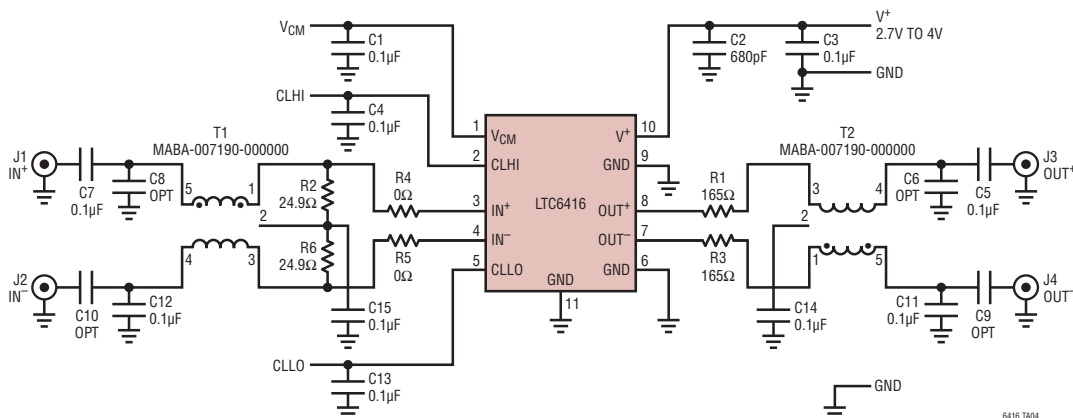 VCM
C1
0.1µF
CLHI
C4
0.1µF
V+
2.7V TO 4V
C2
680pF
C3
0.1µF
GND
T1
MABA-007190-000000
J1
IN+
C7
0.1µF
C8
OPT
5
1
2
4
3
R2
24.9Ω
R6
24.9Ω
R4
0Ω
R5
0Ω
J2
IN−
C10
OPT
C12
0.1µF
C15
0.1µF
CLLO
C13
0.1µF
1
VCM
2
CLHI
3
IN+
4
IN−
5
CLLO
LTC6416
V+
10
GND
9
OUT+
8
OUT−
7
GND
6
GND
11
R1
165Ω
R3
165Ω
T2
MABA-007190-000000
3
4
2
1
5
C14
0.1µF
C6
OPT
C5
0.1µF
J3
OUT+
C11
0.1µF
C9
OPT
J4
OUT−
GND
6416 TA04